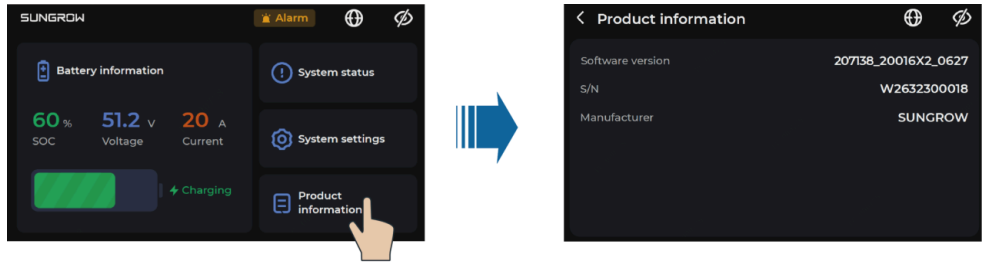 SUNGROW
Alarm
Battery information
60 %
51.2 V
20 A
SOC
Voltage
Current
Charging
System status
System settings
Product
information
Product information
Software version
207138_20016X2_0627
S/N
W2632300018
Manufacturer
SUNGROW